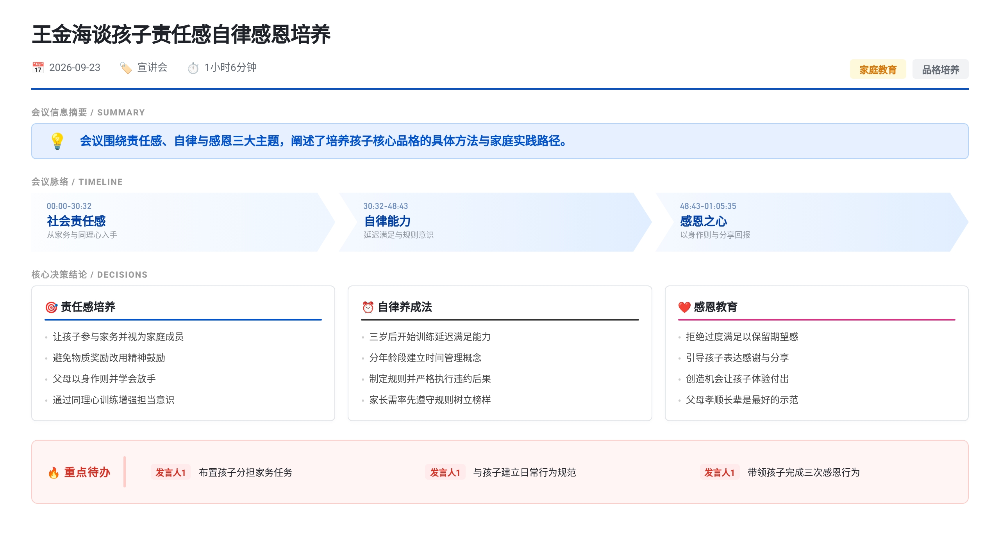 王金海谈孩子责任感自律感恩培养
2026-09-23 宣讲会 1小时6分钟 家庭教育 品格培养
会议信息摘要 / SUMMARY
会议围绕责任感、自律与感恩三大主题，阐述了培养孩子核心品格的具体方法与家庭实践路径。
会议脉络 / TIMELINE
00:00-30:32
社会责任感
从家务与同理心入手
30:32-48:43
自律能力
延迟满足与规则意识
48:43-01:05:35
感恩之心
以身作则与分享回报
核心决策结论 / DECISIONS
责任感培养
让孩子参与家务并视为家庭成员
避免物质奖励改用精神鼓励
父母以身作则并学会放手
通过同理心训练增强担当意识
自律养成法
三岁后开始训练延迟满足能力
分年龄段建立时间管理概念
制定规则并严格执行违约后果
家长需率先遵守规则树立榜样
感恩教育
拒绝过度满足以保留期望感
引导孩子表达感谢与分享
创造机会让孩子体验付出
父母孝顺长辈是最好的示范
重点待办
发言人1 布置孩子分担家务任务
发言人1 与孩子建立日常行为规范
发言人1 带领孩子完成三次感恩行为